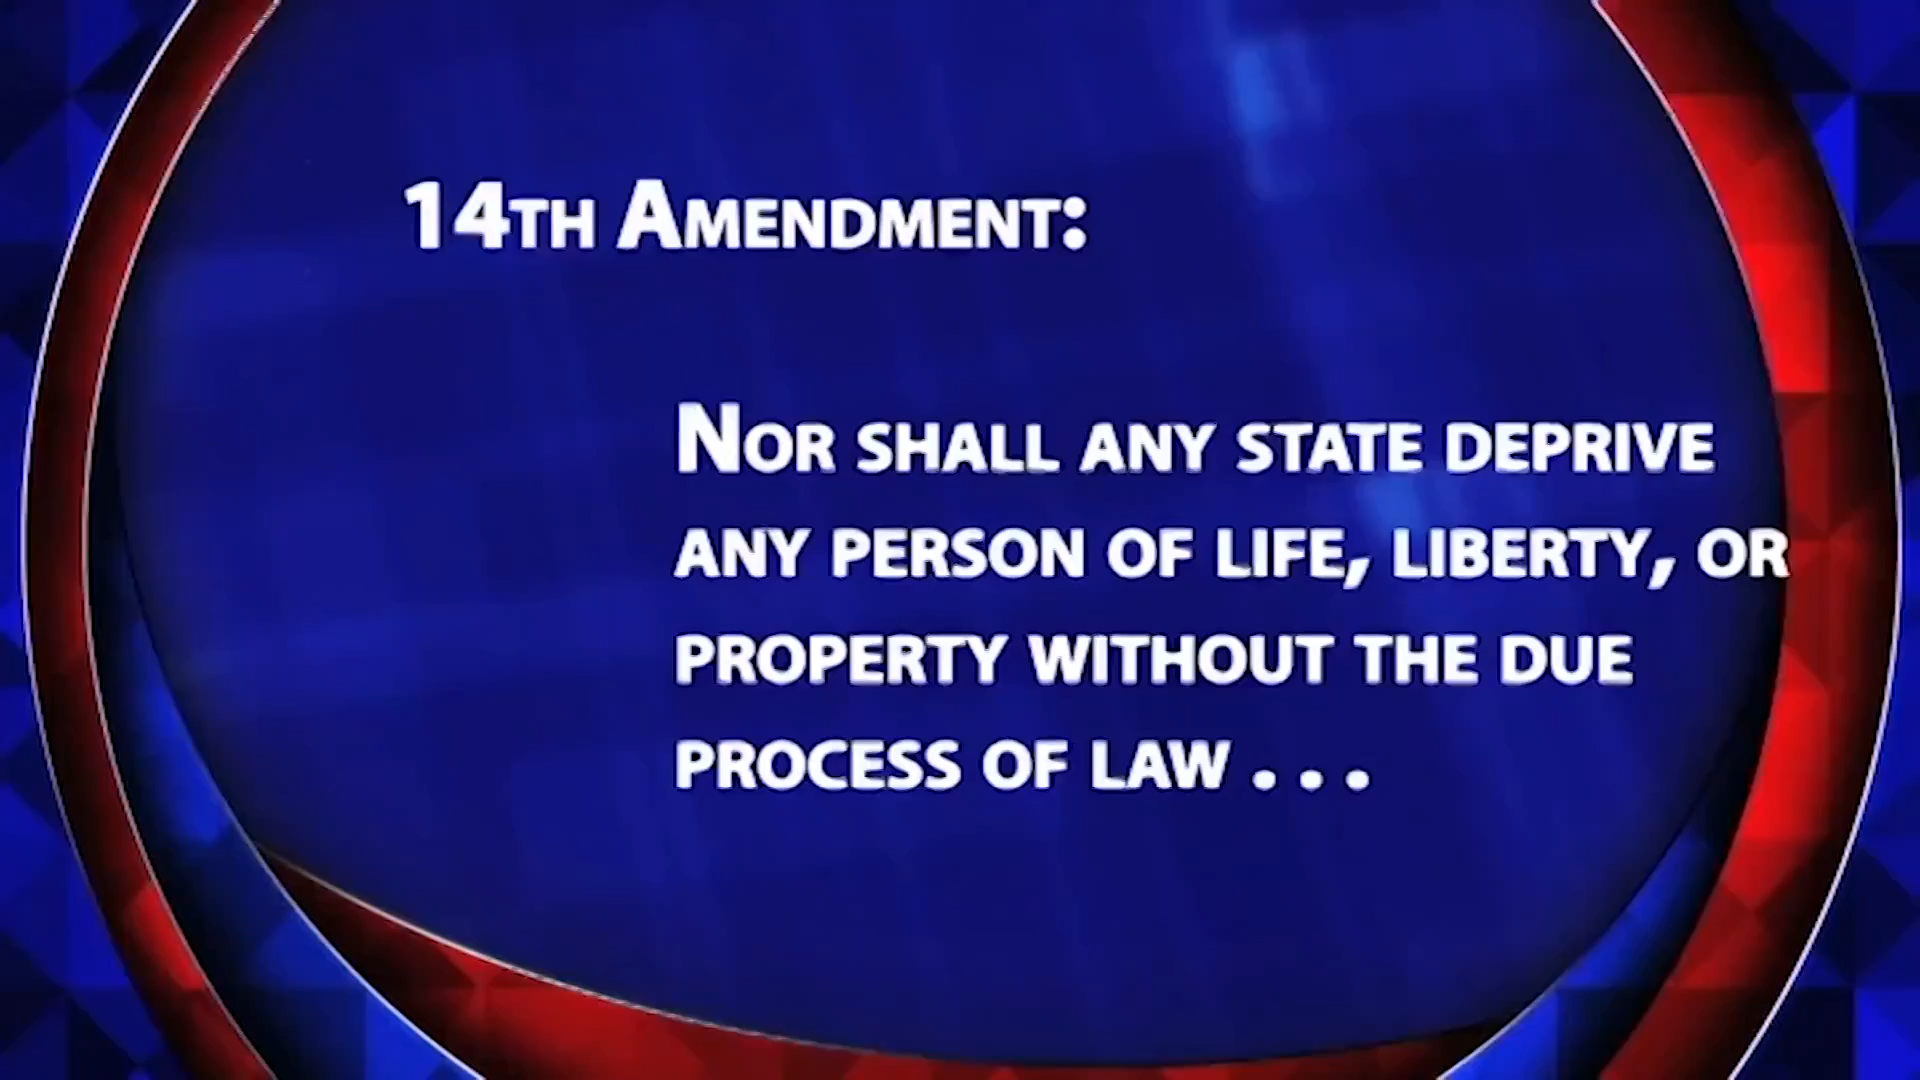 14th Amendment:
Nor shall any state deprive
any person of life, liberty, or
property without the due
process of law . . .